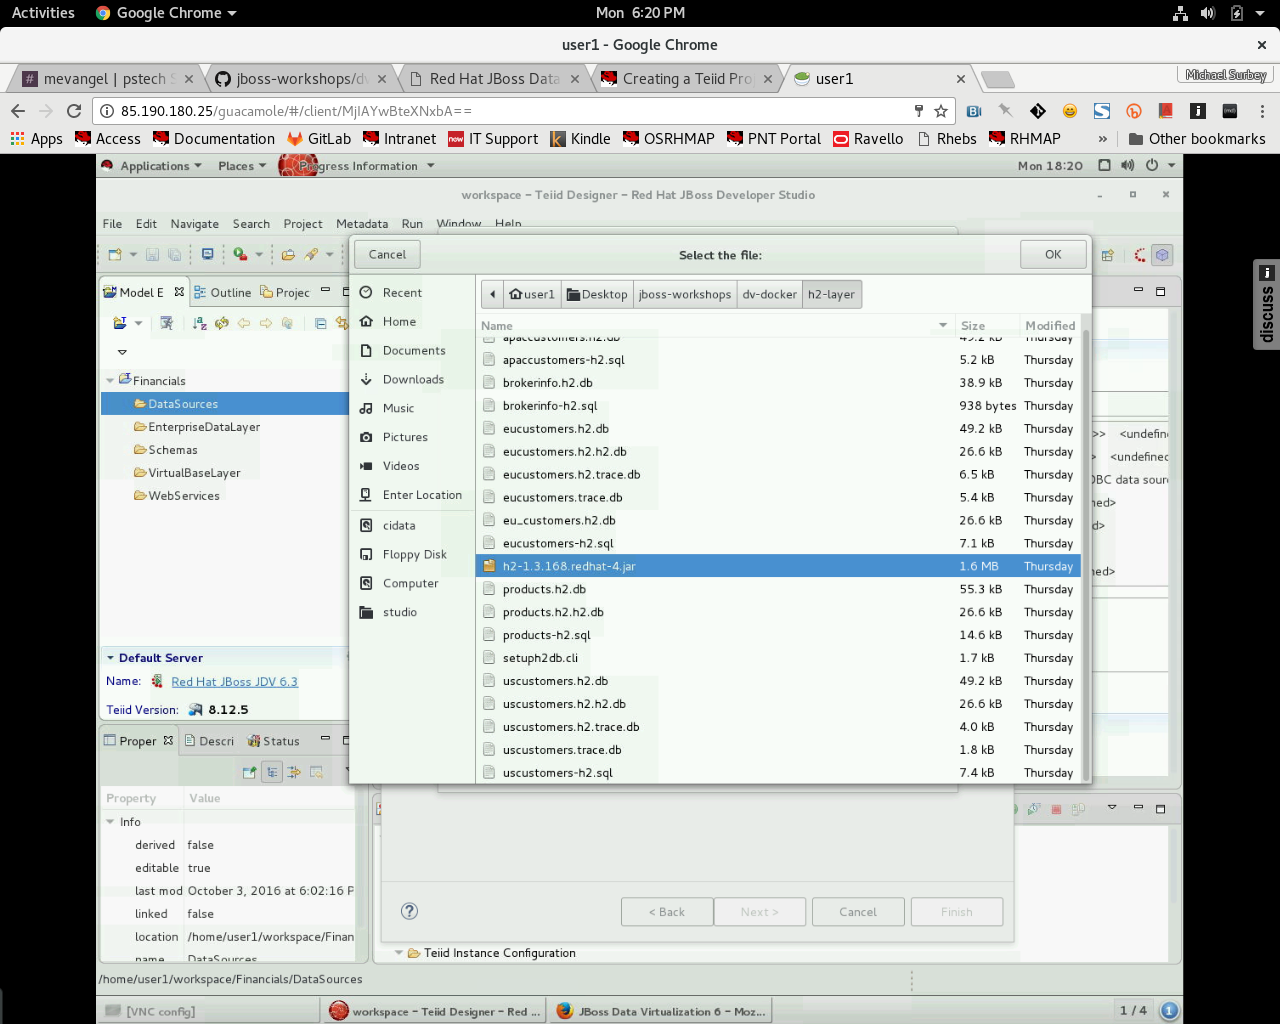 Activities Google Chrome Mon 6:20 PM
user1 - Google Chrome
mevangel | pstech jboss-workshops/dv Red Hat JBoss Data Creating a Teiid Pro user1 Michael Surbey
85.190.180.25/guacamole/#/client/MjIAYwBteXNxbA==
Apps Access Documentation GitLab Intranet IT Support Kindle OSRHMAP PNT Portal Ravello Rhebs RHMAP » Other bookmarks
Applications Places Progress Information Mon 18:20
workspace - Teiid Designer - Red Hat JBoss Developer Studio
File Edit Navigate Search Project Metadata Run Window Help
Cancel Select the file: OK
discuss
Model E Outline Projec
Financials
DataSources
EnterpriseDataLayer
Schemas
VirtualBaseLayer
WebServices
Recent
Home
Documents
Downloads
Music
Pictures
Videos
Enter Location
cidata
Floppy Disk
Computer
studio
user1 Desktop jboss-workshops dv-docker h2-layer
Name Size Modified
apaccustomers.h2.db 49.2 kB Thursday
apaccustomers-h2.sql 5.2 kB Thursday
brokerinfo.h2.db 38.9 kB Thursday
brokerinfo-h2.sql 938 bytes Thursday
eucustomers.h2.db 49.2 kB Thursday
eucustomers.h2.h2.db 26.6 kB Thursday
eucustomers.h2.trace.db 6.5 kB Thursday
eucustomers.trace.db 5.4 kB Thursday
eu_customers.h2.db 26.6 kB Thursday
eucustomers-h2.sql 7.1 kB Thursday
h2-1.3.168.redhat-4.jar 1.6 MB Thursday
products.h2.db 55.3 kB Thursday
products.h2.h2.db 26.6 kB Thursday
products-h2.sql 14.6 kB Thursday
setuph2db.cli 1.7 kB Thursday
uscustomers.h2.db 49.2 kB Thursday
uscustomers.h2.h2.db 26.6 kB Thursday
uscustomers.h2.trace.db 4.0 kB Thursday
uscustomers.trace.db 1.8 kB Thursday
uscustomers-h2.sql 7.4 kB Thursday
>> <undefine
> <undefined
DBC data sourc
ned>
d>
ned>
Default Server
Name: Red Hat JBoss JDV 6.3
Teiid Version: 8.12.5
Proper Descri Status
Property Value
Info
derived false
editable true
last mod October 3, 2016 at 6:02:16 P
linked false
location /home/user1/workspace/Finan
name DataSources
< Back Next > Cancel Finish
Teiid Instance Configuration
/home/user1/workspace/Financials/DataSources
[VNC config] workspace - Teiid Designer - Red ... JBoss Data Virtualization 6 - Moz... 1 / 4 1